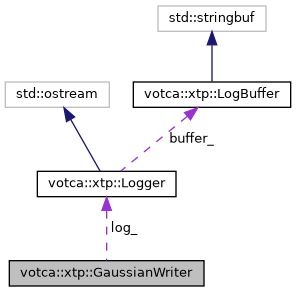 std::stringbuf
std::ostream
votca::xtp::LogBuffer
buffer_
votca::xtp::Logger
log_
votca::xtp::GaussianWriter